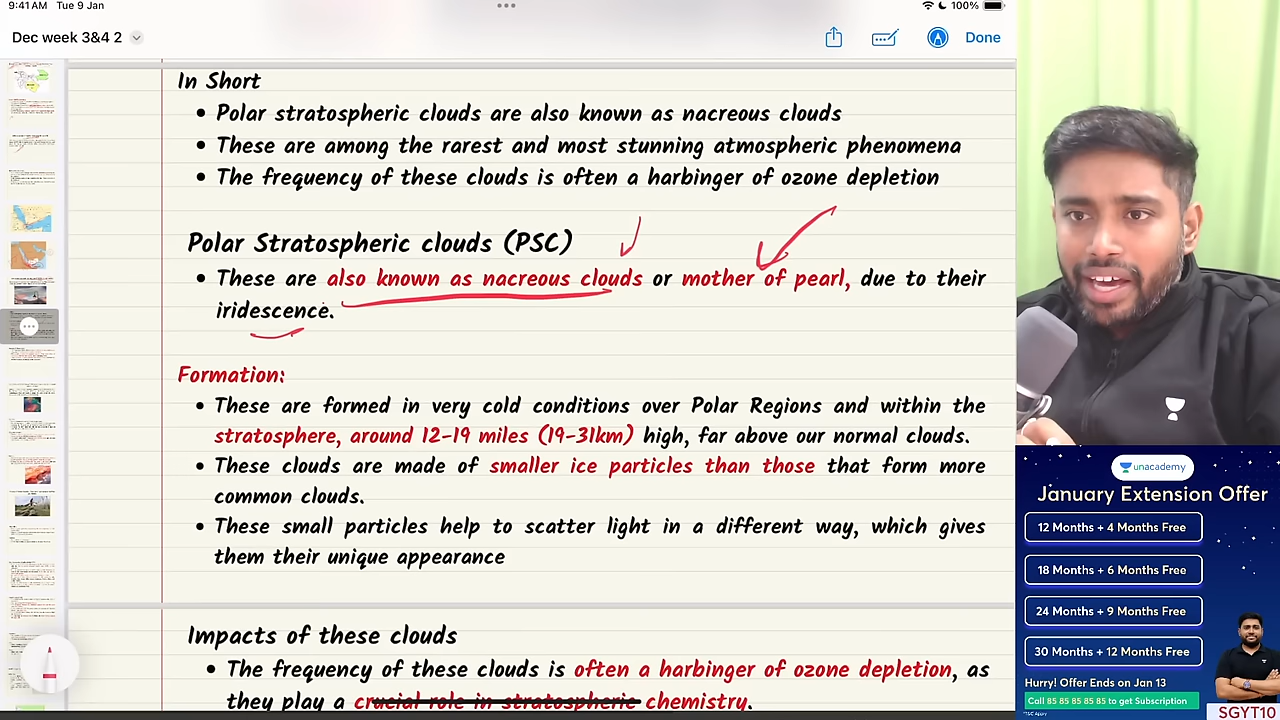 9:41 AM Tue 9 Jan
100%
Dec week 3&4 2
Done
In Short
• Polar stratospheric clouds are also known as nacreous clouds
• These are among the rarest and most stunning atmospheric phenomena
• The frequency of these clouds is often a harbinger of ozone depletion
Polar Stratospheric clouds (PSC)
• These are also known as nacreous clouds or mother of pearl, due to their
iridescence.
Formation:
• These are formed in very cold conditions over Polar Regions and within the
stratosphere, around 12-19 miles (19-31km) high, far above our normal clouds.
• These clouds are made of smaller ice particles than those that form more
common clouds.
• These small particles help to scatter light in a different way, which gives
them their unique appearance
Impacts of these clouds
• The frequency of these clouds is often a harbinger of ozone depletion, as
they play a crucial role in stratospheric chemistry.
unacademy
January Extension Offer
12 Months + 4 Months Free
18 Months + 6 Months Free
24 Months + 9 Months Free
30 Months + 12 Months Free
Hurry! Offer Ends on Jan 13
Call 85 85 85 85 85 to get Subscription
SGYT10